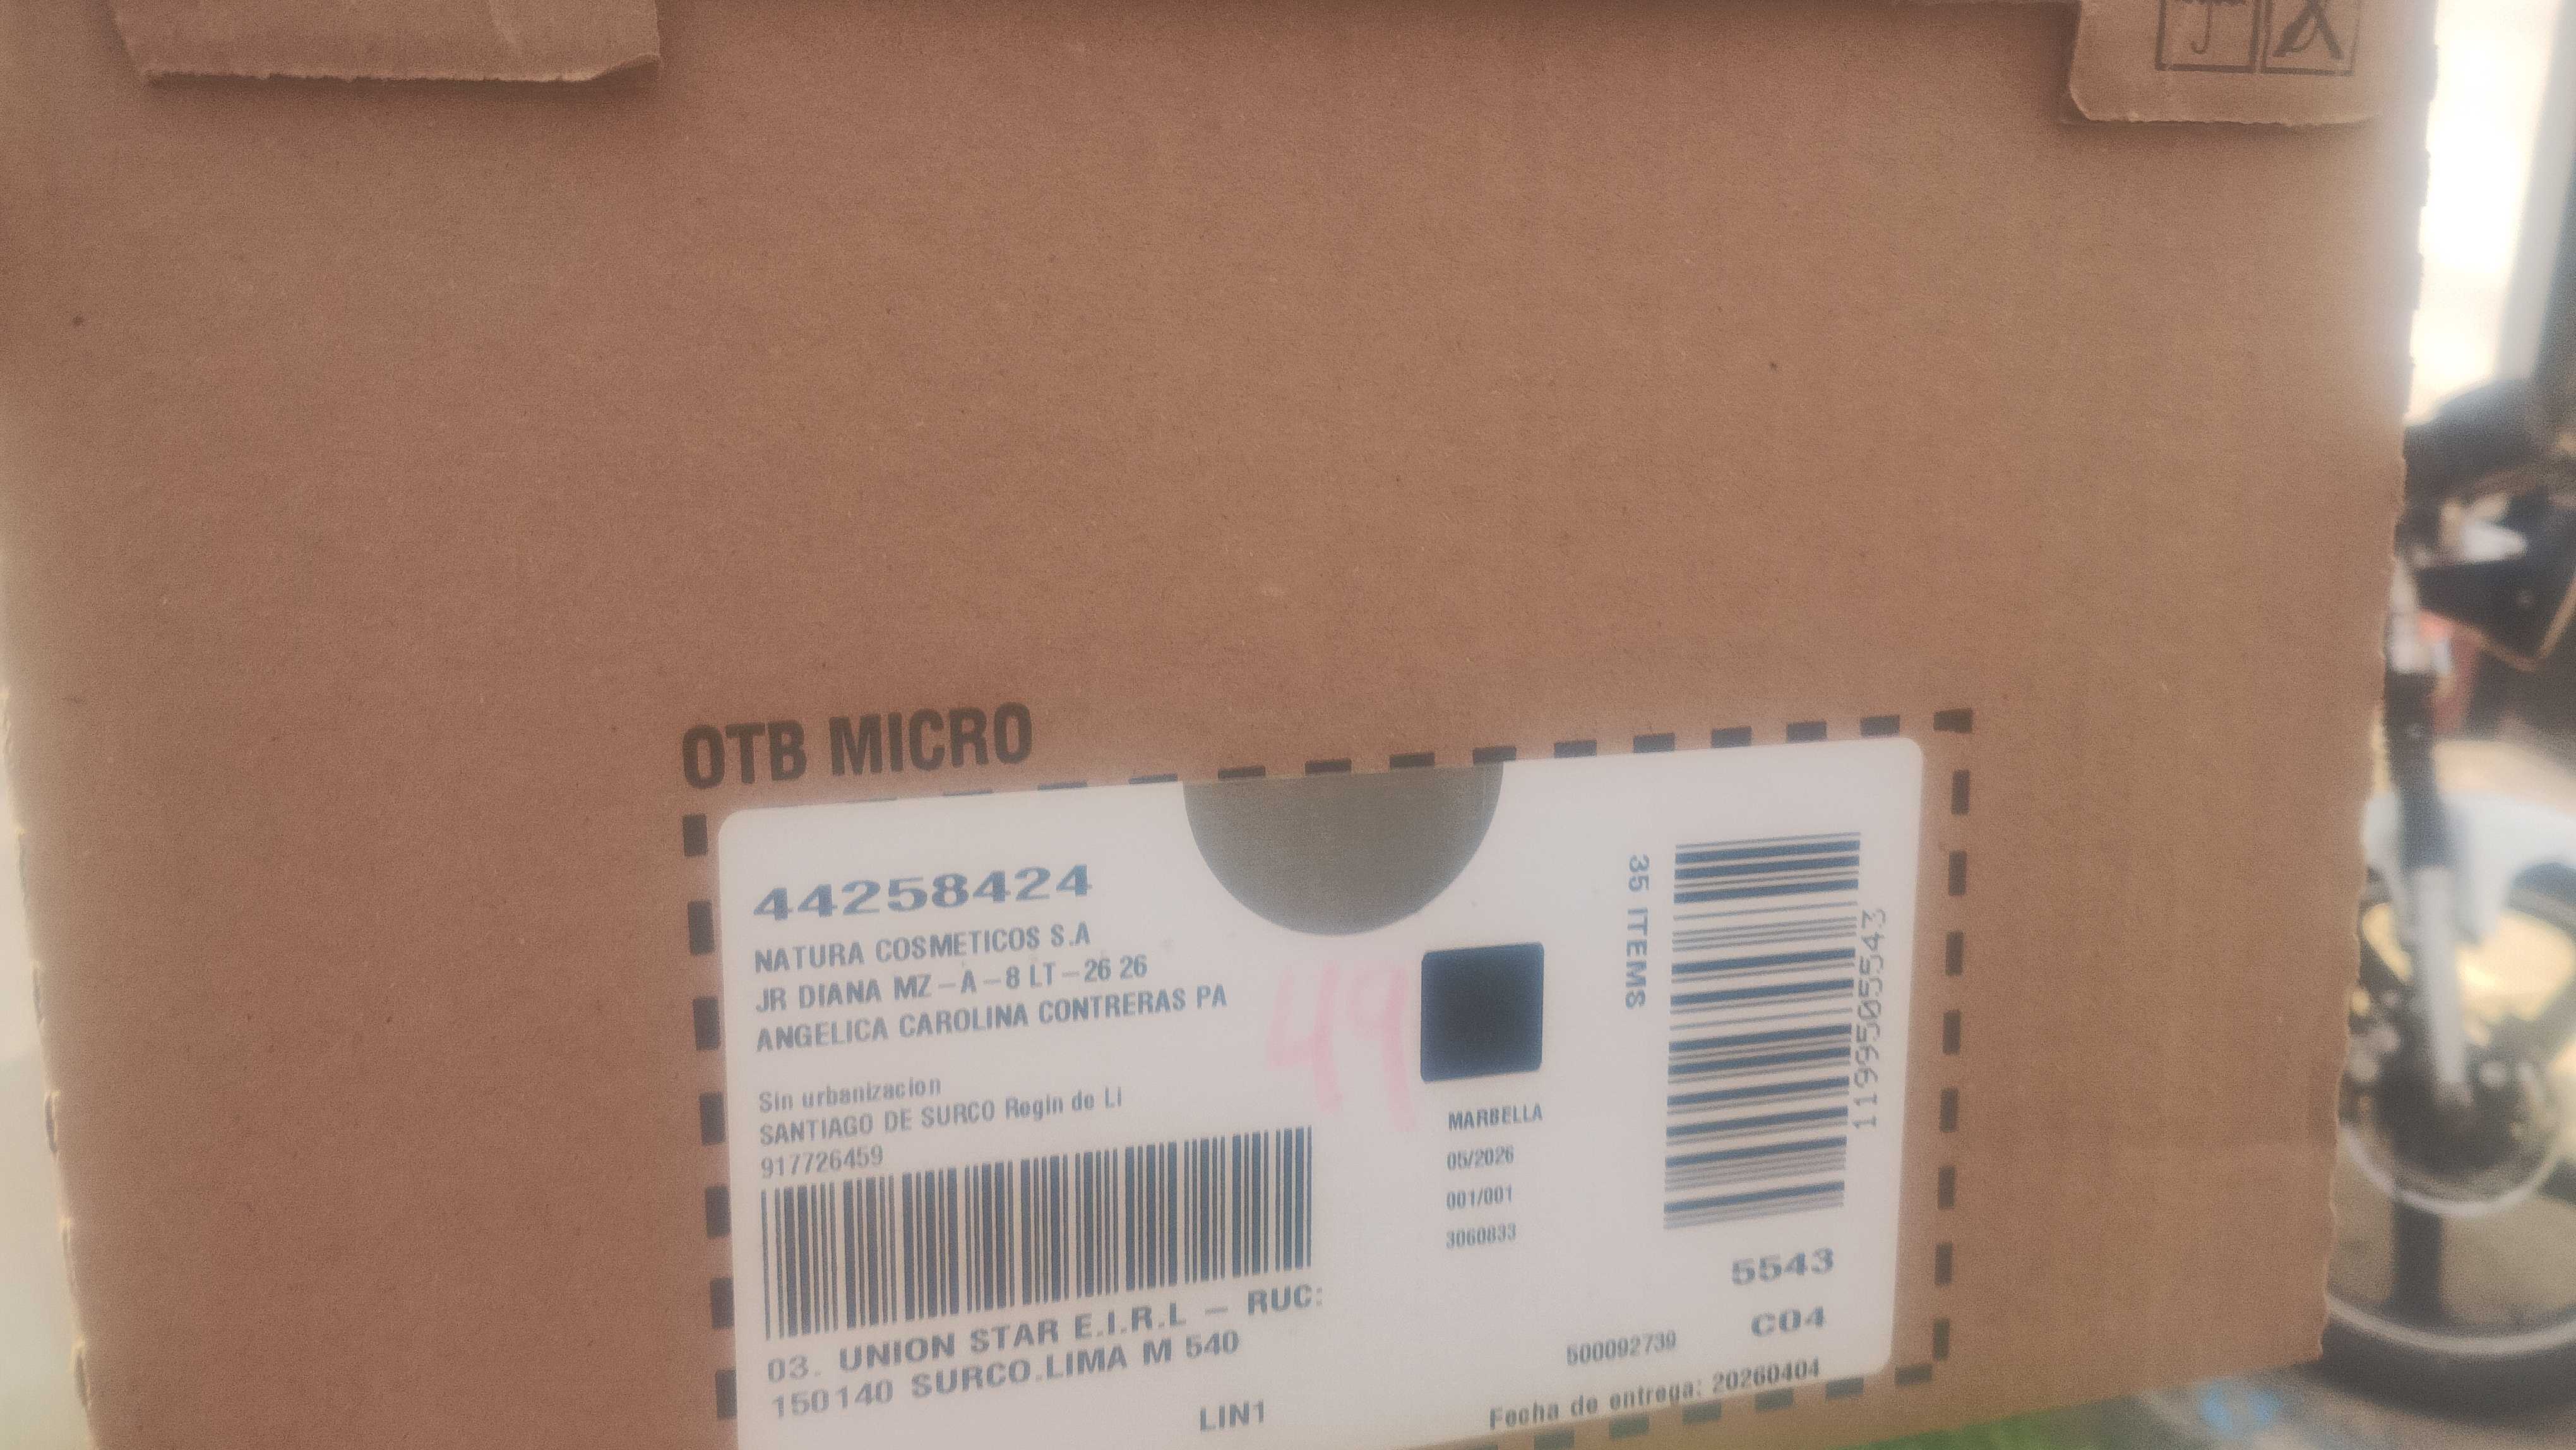 OTB MICRO
44258424
NATURA COSMETICOS S.A
JR DIANA MZ-A-8 LT-26 26
ANGELICA CAROLINA CONTRERAS PA
Sin urbanizacion
SANTIAGO DE SURCO Regin de Li
917726459
03. UNION STAR E.I.R.L - RUC:
150140 SURCO.LIMA M 540
LIN1
49
MARBELLA
05/2026
001/001
3060833
35 ITEMS
11995055543
5543
C04
500092739
Fecha de entrega: 20260404